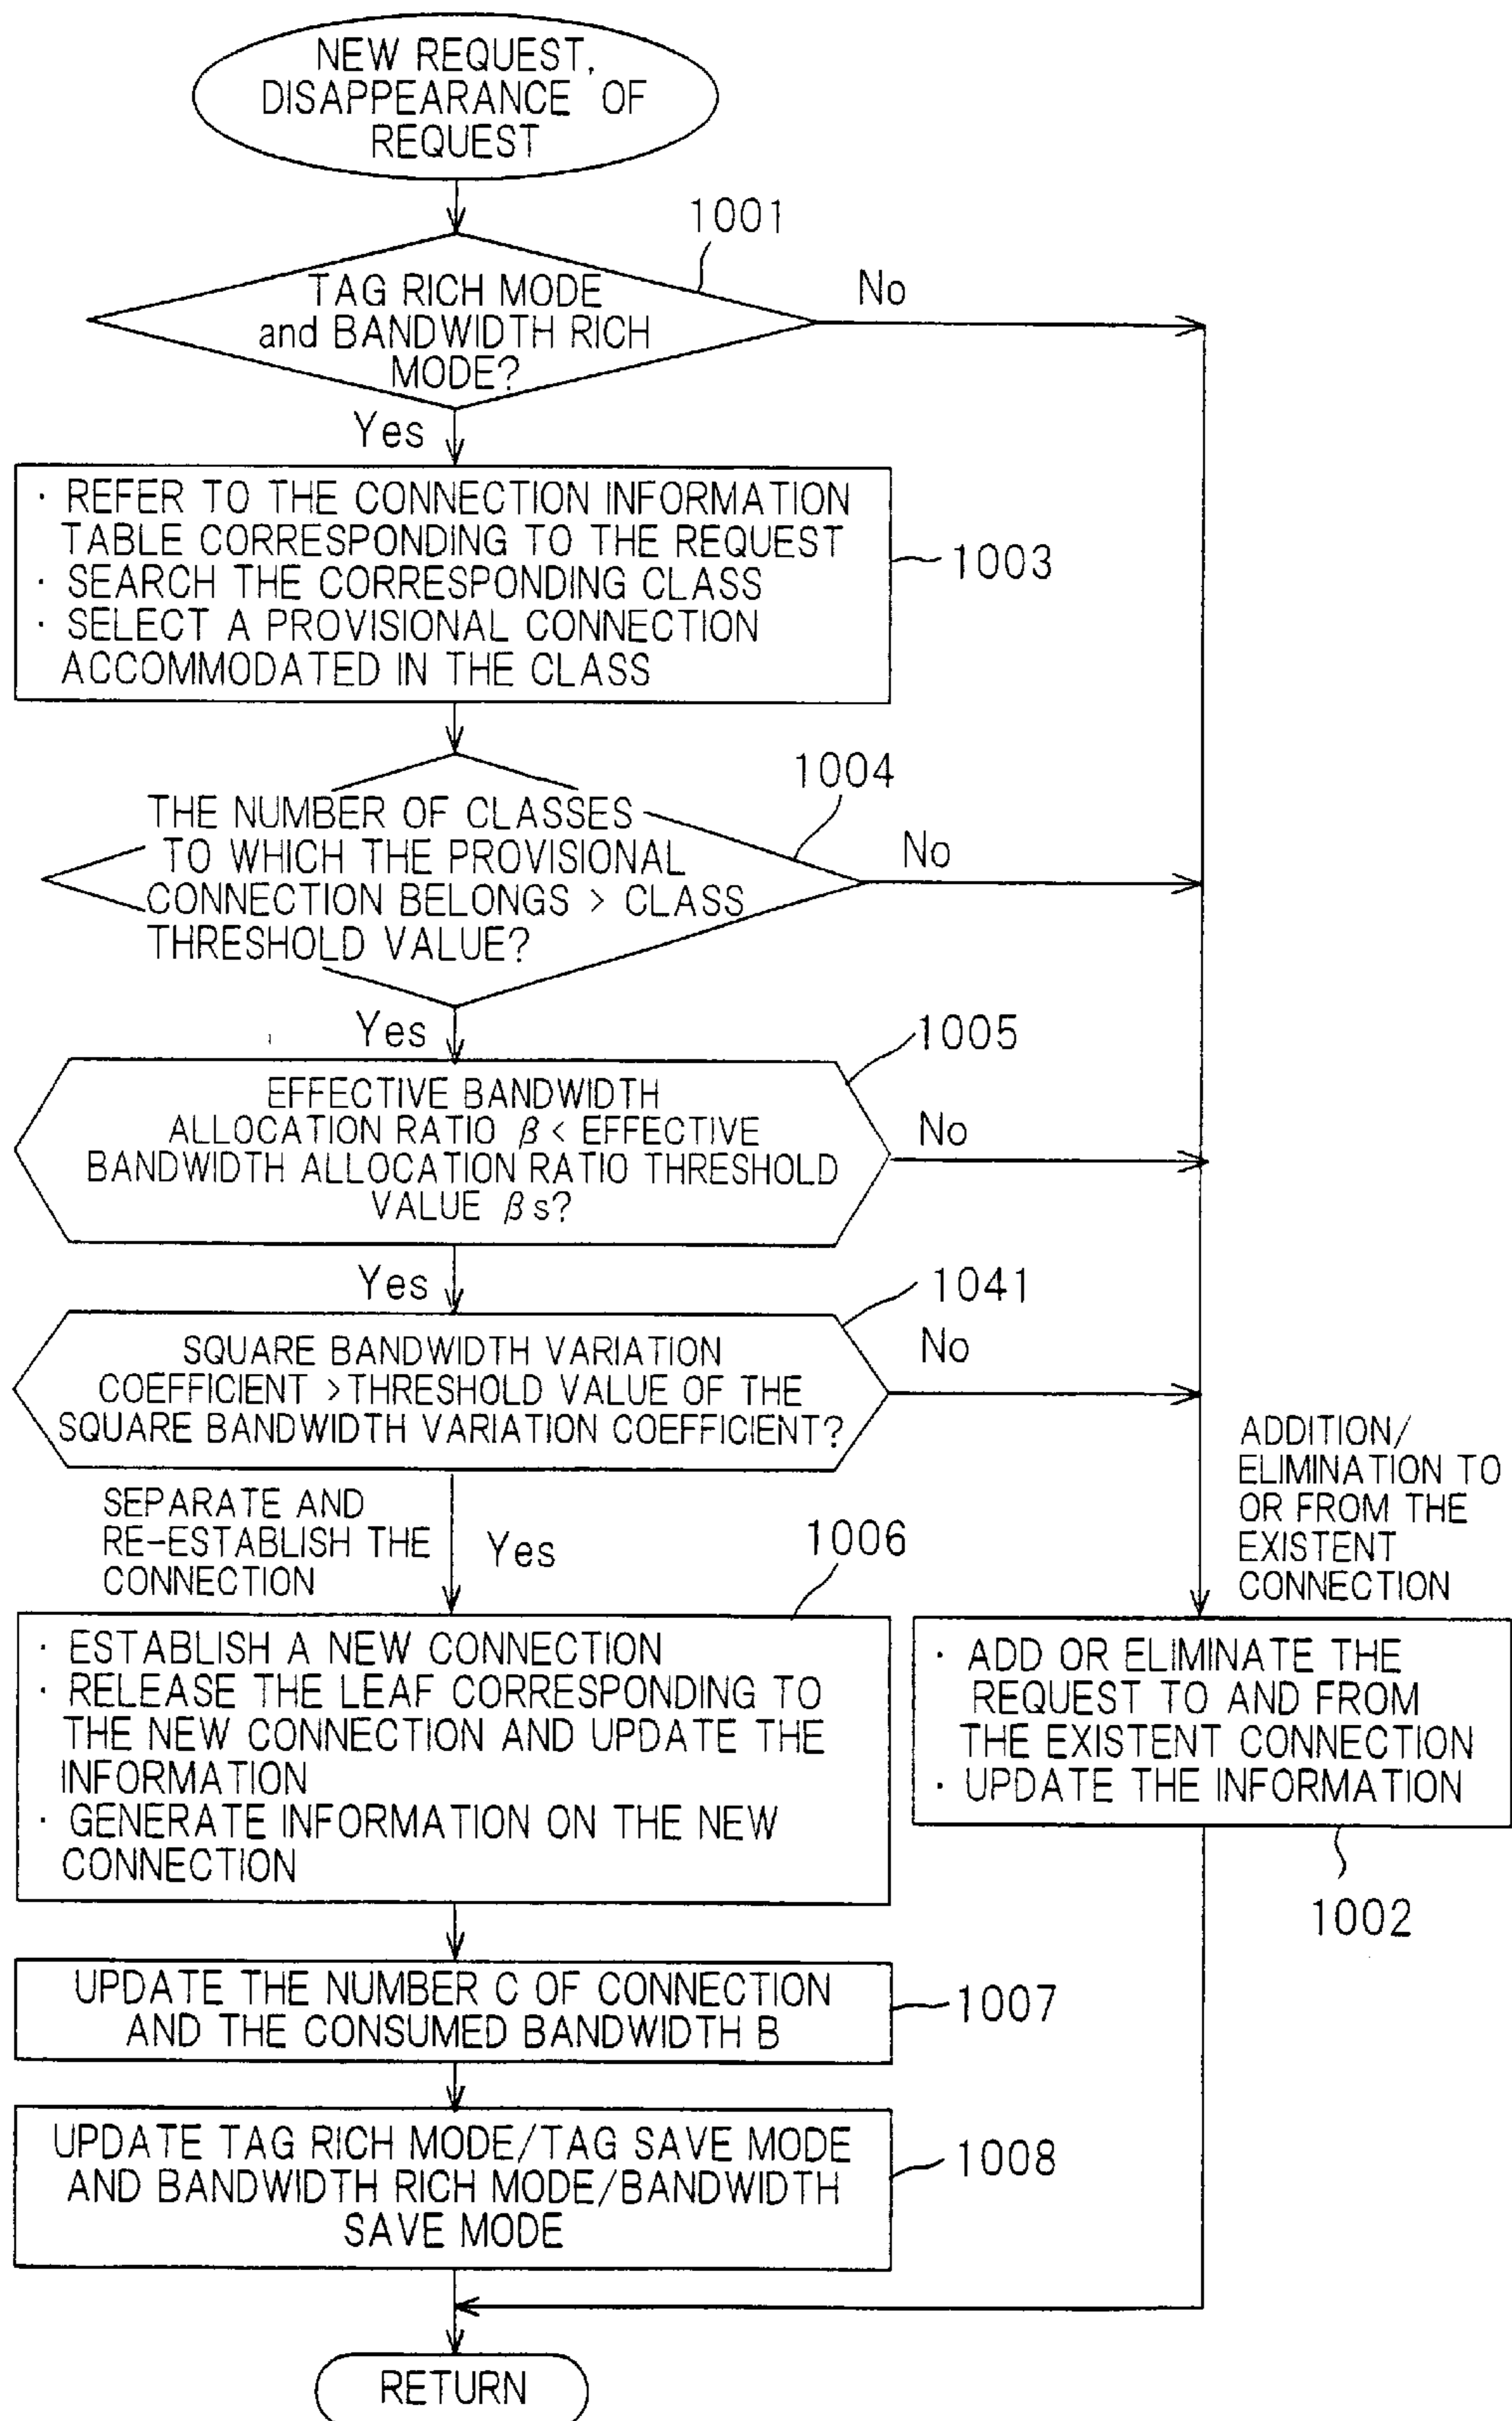 NEW REQUEST,
DISAPPEARANCE OF
REQUEST
1001
TAG RICH MODE
and BANDWIDTH RICH
MODE?
No
Yes
· REFER TO THE CONNECTION INFORMATION
TABLE CORRESPONDING TO THE REQUEST
· SEARCH THE CORRESPONDING CLASS
· SELECT A PROVISIONAL CONNECTION
ACCOMMODATED IN THE CLASS
1003
1004
THE NUMBER OF CLASSES
TO WHICH THE PROVISIONAL
CONNECTION BELONGS > CLASS
THRESHOLD VALUE?
No
Yes
1005
EFFECTIVE BANDWIDTH
ALLOCATION RATIO β < EFFECTIVE
BANDWIDTH ALLOCATION RATIO THRESHOLD
VALUE βs?
No
Yes
1041
SQUARE BANDWIDTH VARIATION
COEFFICIENT >THRESHOLD VALUE OF THE
SQUARE BANDWIDTH VARIATION COEFFICIENT?
No
ADDITION/
ELIMINATION TO
OR FROM THE
EXISTENT
CONNECTION
SEPARATE AND
RE-ESTABLISH THE
CONNECTION
Yes
1006
· ESTABLISH A NEW CONNECTION
· RELEASE THE LEAF CORRESPONDING TO
THE NEW CONNECTION AND UPDATE THE
INFORMATION
· GENERATE INFORMATION ON THE NEW
CONNECTION
· ADD OR ELIMINATE THE
REQUEST TO AND FROM
THE EXISTENT CONNECTION
· UPDATE THE INFORMATION
1002
UPDATE THE NUMBER C OF CONNECTION
AND THE CONSUMED BANDWIDTH B
1007
UPDATE TAG RICH MODE/TAG SAVE MODE
AND BANDWIDTH RICH MODE/BANDWIDTH
SAVE MODE
1008
RETURN